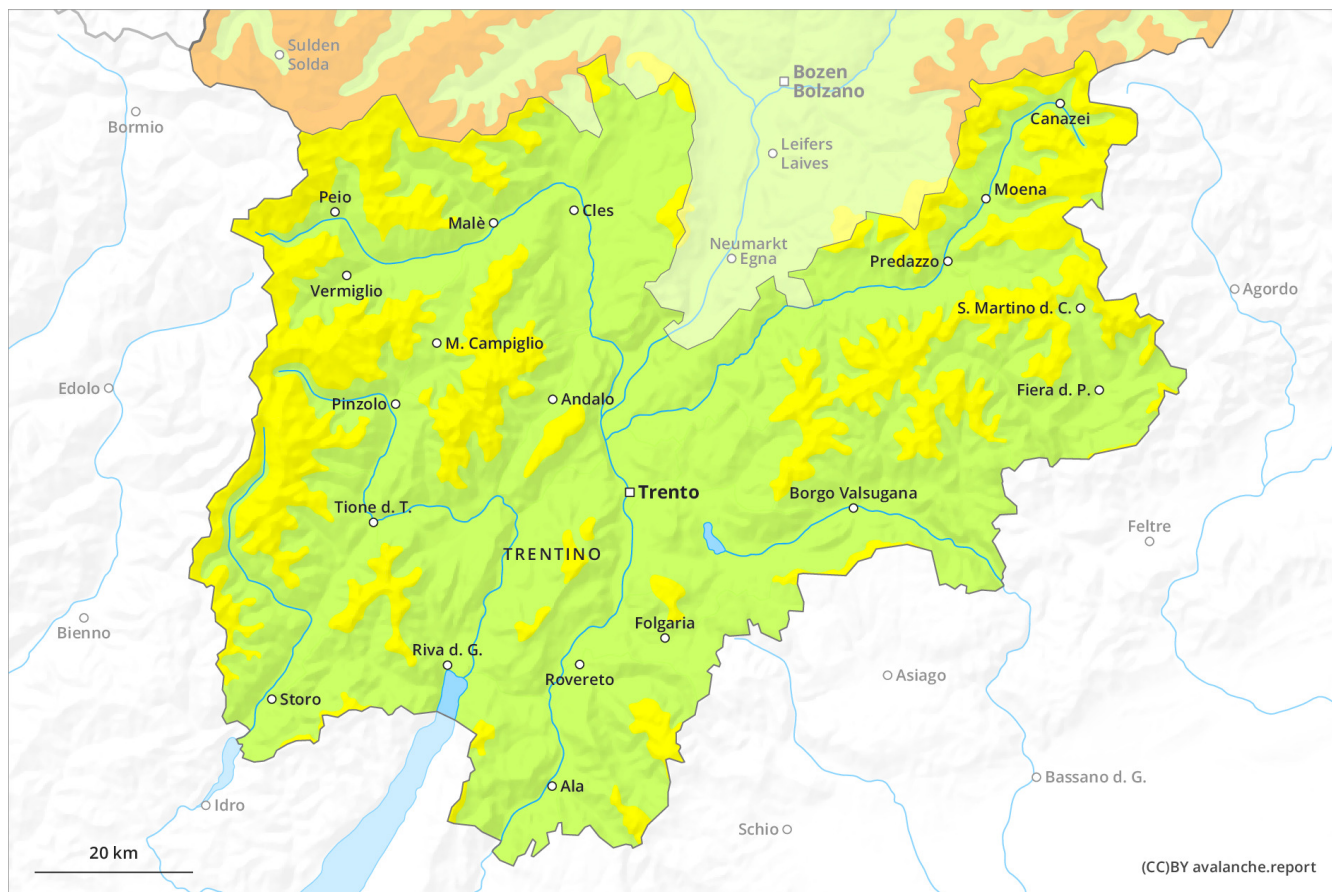 Sulden
Solda
Bozen
Bolzano
Bormio
Canazei
Leifers
Laives
Peio
Moena
Malè
Cles
Neumarkt
Egna
Predazzo
Vermiglio
Agordo
S. Martino d. C.
M. Campiglio
Edolo
Pinzolo
Andalo
Fiera d. P.
Trento
Borgo Valsugana
Tione d. T.
Feltre
TRENTINO
Bienno
Folgaria
Riva d. G.
Rovereto
Asiago
Storo
Bassano d. G.
Ala
Idro
Schio
20 km
(CC)BY avalanche.report